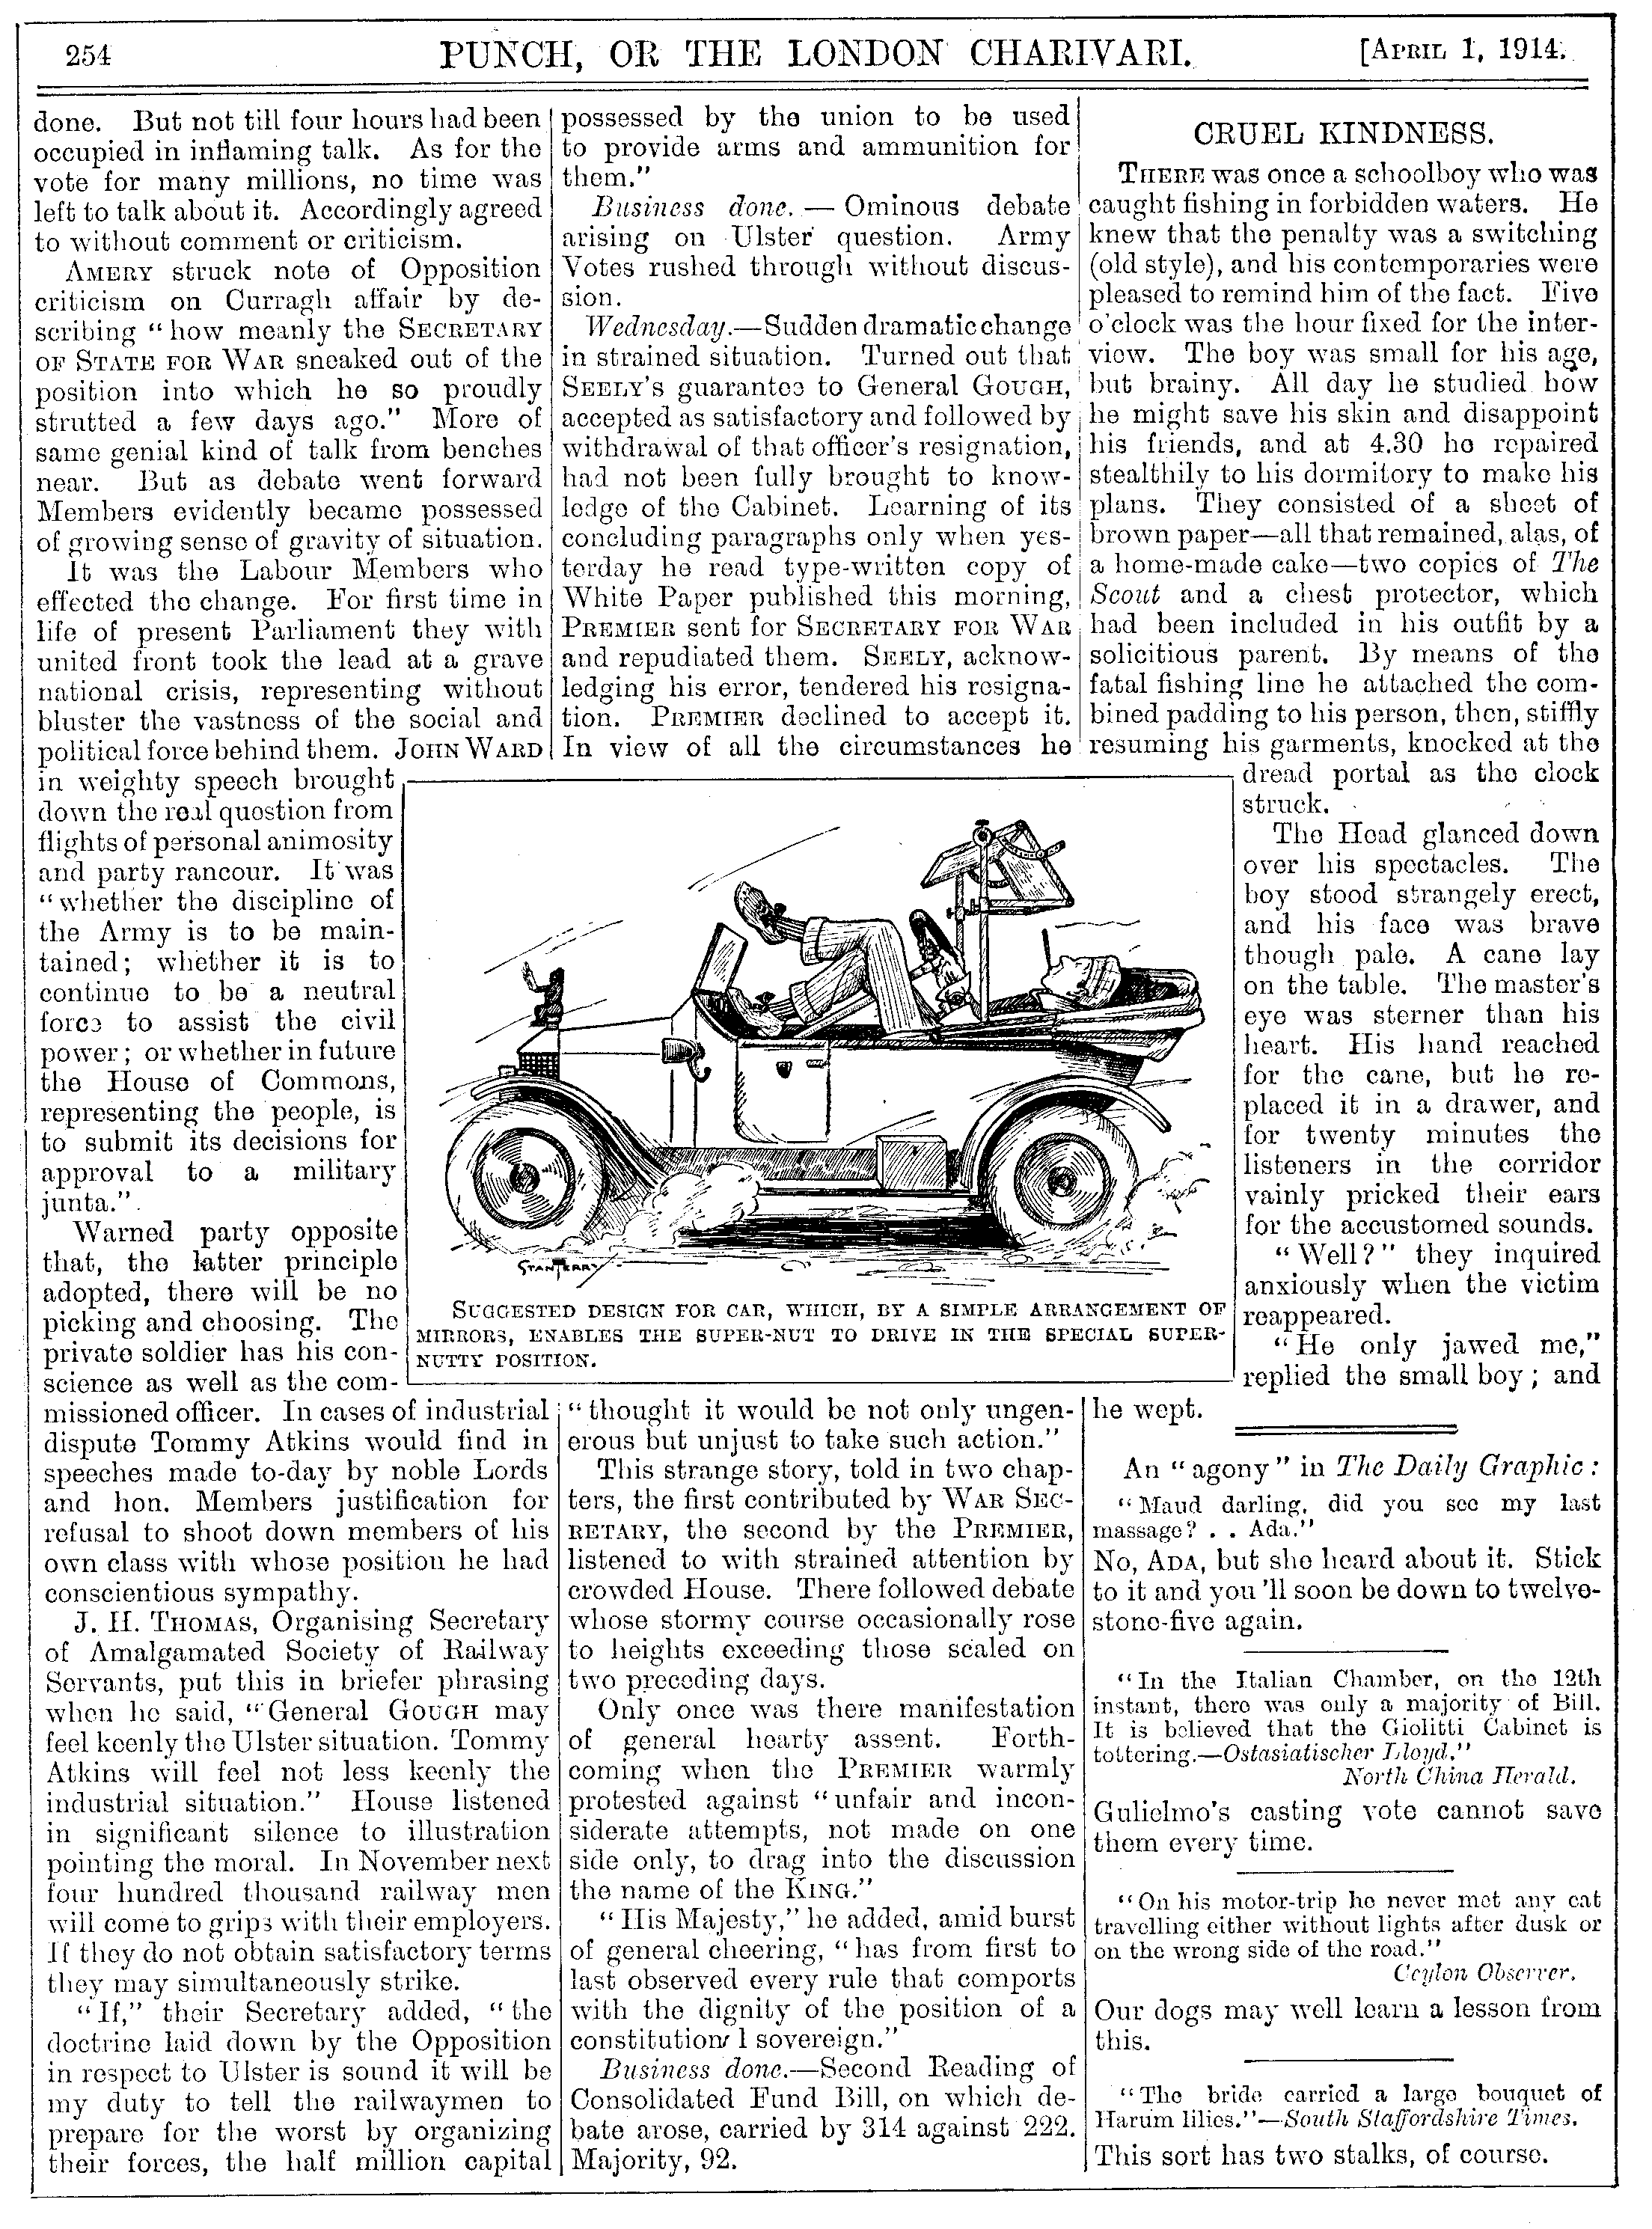 254
PUNCH, OR THE LONDON CHARIVARI.
[APRIL 1, 1914.
done. But not till four hours had been
occupied in inflaming talk. As for the
vote for many millions, no time was
left to talk about it. Accordingly agreed
to without comment or criticism.
AMERY struck note of Opposition
criticism on Curragh affair by de-
scribing "how meanly the SECRETARY
OF STATE FOR WAR sneaked out of the
position into which he so proudly
strutted a few days ago." More of
same genial kind of talk from benches
near. But as debate went forward
Members evidently became possessed
of growing sense of gravity of situation.
It was the Labour Members who
effected the change. For first time in
life of present Parliament they with
united front took the lead at a grave
national crisis, representing without
bluster the vastness of the social and
political force behind them. JOHN WARD
in weighty speech brought
down the real question from
flights of personal animosity
and party rancour. It was
"whether the discipline of
the Army is to be main-
tained; whether it is to
continue to be a neutral
force to assist the civil
power; or whether in future
the House of Commons,
representing the people, is
to submit its decisions for
approval to a military
junta."
Warned party opposite
that, the latter principle
adopted, there will be no
picking and choosing. The
private soldier has his con-
science as well as the com-
missioned officer. In cases of industrial
dispute Tommy Atkins would find in
speeches made to-day by noble Lords
and hon. Members justification for
refusal to shoot down members of his
own class with whose position he had
conscientious sympathy.
J. H. THOMAS, Organising Secretary
of Amalgamated Society of Railway
Servants, put this in briefer phrasing
when he said, "General GOUGH may
feel keenly the Ulster situation. Tommy
Atkins will feel not less keenly the
industrial situation." House listened
in significant silence to illustration
pointing the moral. In November next
four hundred thousand railway men
will come to grips with their employers.
If they do not obtain satisfactory terms
they may simultaneously strike.
"If," their Secretary added, "the
doctrine laid down by the Opposition
in respect to Ulster is sound it will be
my duty to tell the railwaymen to
prepare for the worst by organizing
their forces, the half million capital
possessed by the union to be used
to provide arms and ammunition for
them."
Business done. — Ominous debate
arising on Ulster question. Army
Votes rushed through without discus-
sion.
Wednesday.—Sudden dramatic change
in strained situation. Turned out that
SEELY'S guarantee to General GOUGH,
accepted as satisfactory and followed by
withdrawal of that officer's resignation,
had not been fully brought to know-
ledge of the Cabinet. Learning of its
concluding paragraphs only when yes-
terday he read type-written copy of
White Paper published this morning,
PREMIER sent for SECRETARY FOR WAR
and repudiated them. SEELY, acknow-
ledging his error, tendered his resigna-
tion. PREMIER declined to accept it.
In view of all the circumstances he
STAN TERRY
SUGGESTED DESIGN FOR CAR, WHICH, BY A SIMPLE ARRANGEMENT OF
MIRRORS, ENABLES THE SUPER-NUT TO DRIVE IN THE SPECIAL SUPER-
NUTTY POSITION.
"thought it would be not only ungen-
erous but unjust to take such action."
This strange story, told in two chap-
ters, the first contributed by WAR SEC-
RETARY, the second by the PREMIER,
listened to with strained attention by
crowded House. There followed debate
whose stormy course occasionally rose
to heights exceeding those scaled on
two preceding days.
Only once was there manifestation
of general hearty assent. Forth-
coming when the PREMIER warmly
protested against "unfair and incon-
siderate attempts, not made on one
side only, to drag into the discussion
the name of the KING."
"His Majesty," he added, amid burst
of general cheering, "has from first to
last observed every rule that comports
with the dignity of the position of a
constitutional sovereign."
Business done.—Second Reading of
Consolidated Fund Bill, on which de-
bate arose, carried by 314 against 222.
Majority, 92.
CRUEL KINDNESS.
THERE was once a schoolboy who was
caught fishing in forbidden waters. He
knew that the penalty was a switching
(old style), and his contemporaries were
pleased to remind him of the fact. Five
o'clock was the hour fixed for the inter-
view. The boy was small for his age,
but brainy. All day he studied how
he might save his skin and disappoint
his friends, and at 4.30 he repaired
stealthily to his dormitory to make his
plans. They consisted of a sheet of
brown paper—all that remained, alas, of
a home-made cake—two copies of The
Scout and a chest protector, which
had been included in his outfit by a
solicitious parent. By means of the
fatal fishing line he attached the com-
bined padding to his person, then, stiffly
resuming his garments, knocked at the
dread portal as the clock
struck.
The Head glanced down
over his spectacles. The
boy stood strangely erect,
and his face was brave
though pale. A cane lay
on the table. The master's
eye was sterner than his
heart. His hand reached
for the cane, but he re-
placed it in a drawer, and
for twenty minutes the
listeners in the corridor
vainly pricked their ears
for the accustomed sounds.
"Well?" they inquired
anxiously when the victim
reappeared.
"He only jawed me,"
replied the small boy; and
he wept.
An "agony" in The Daily Graphic:
"Maud darling, did you see my last
massage? . . Ada."
No, ADA, but she heard about it. Stick
to it and you 'll soon be down to twelve-
stone-five again.
"In the Italian Chamber, on the 12th
instant, there was only a majority of Bill.
It is believed that the Giolitti Cabinet is
tottering.—Ostasiatischer Lloyd."
North China Herald.
Gulielmo's casting vote cannot save
them every time.
"On his motor-trip he never met any cat
travelling either without lights after dusk or
on the wrong side of the road."
Ceylon Observer.
Our dogs may well learn a lesson from
this.
"The bride carried a large bouquet of
Harum lilies."—South Staffordshire Times.
This sort has two stalks, of course.